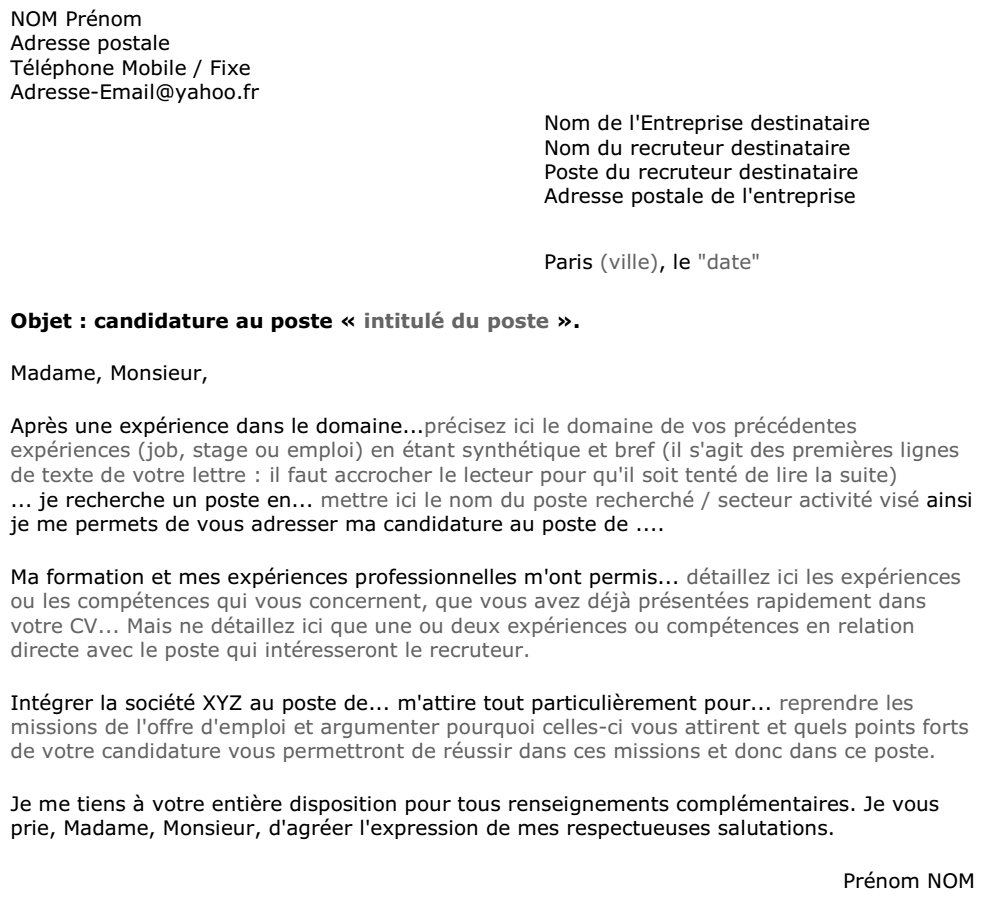 NOM Prénom
Adresse postale
Téléphone Mobile / Fixe
Adresse-Email@yahoo.fr
Nom de l'Entreprise destinataire
Nom du recruteur destinataire
Poste du recruteur destinataire
Adresse postale de l'entreprise
Paris (ville), le "date"
Objet : candidature au poste « intitulé du poste ».
Madame, Monsieur,
Après une expérience dans le domaine...précisez ici le domaine de vos précédentes
expériences (job, stage ou emploi) en étant synthétique et bref (il s'agit des premières lignes
de texte de votre lettre : il faut accrocher le lecteur pour qu'il soit tenté de lire la suite)
... je recherche un poste en... mettre ici le nom du poste recherché / secteur activité visé ainsi
je me permets de vous adresser ma candidature au poste de ....
Ma formation et mes expériences professionnelles m'ont permis... détaillez ici les expériences
ou les compétences qui vous concernent, que vous avez déjà présentées rapidement dans
votre CV... Mais ne détaillez ici que une ou deux expériences ou compétences en relation
directe avec le poste qui intéresseront le recruteur.
Intégrer la société XYZ au poste de... m'attire tout particulièrement pour... reprendre les
missions de l'offre d'emploi et argumenter pourquoi celles-ci vous attirent et quels points forts
de votre candidature vous permettront de réussir dans ces missions et donc dans ce poste.
Je me tiens à votre entière disposition pour tous renseignements complémentaires. Je vous
prie, Madame, Monsieur, d'agréer l'expression de mes respectueuses salutations.
Prénom NOM